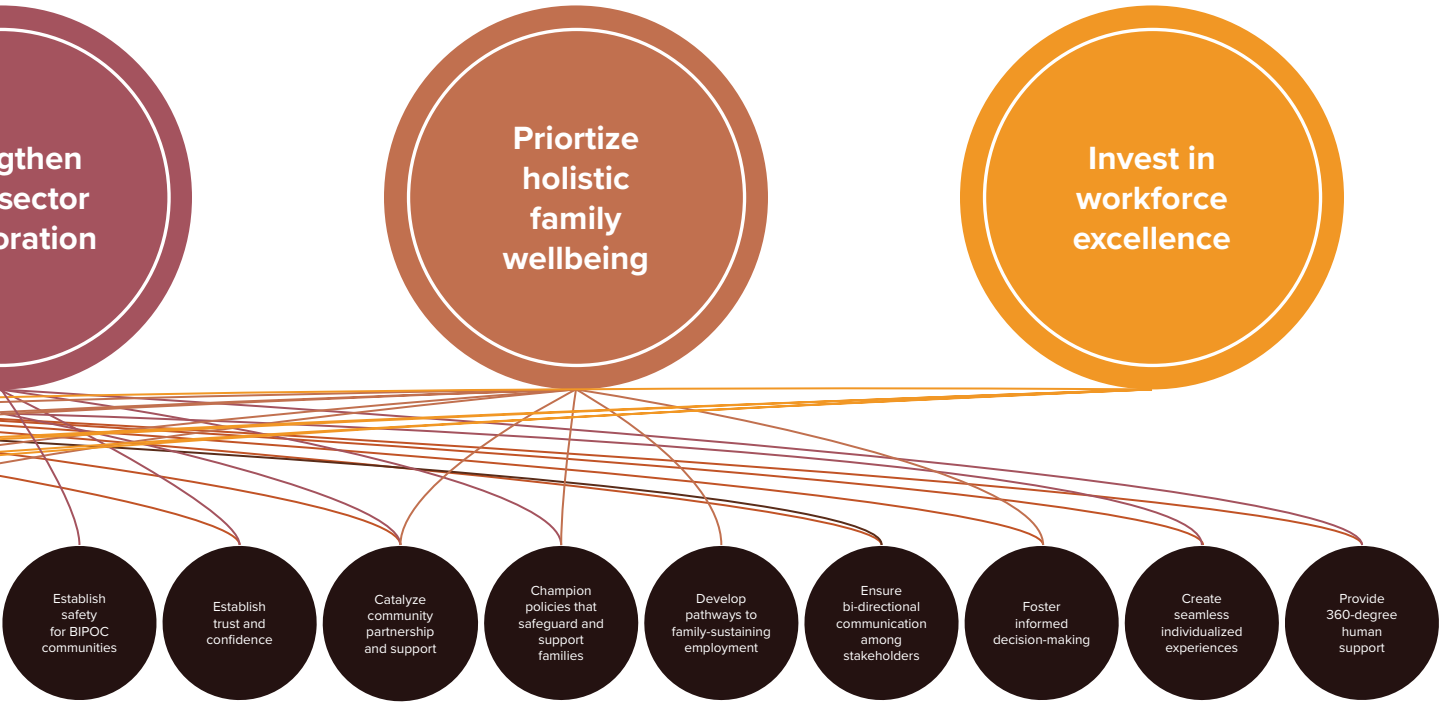 gthen
sector
oration
Priortize
holistic
family
wellbeing
Invest in
workforce
excellence
Establish
safety
for BIPOC
communities
Establish
trust and
confidence
Catalyze
community
partnership
and support
Champion
policies that
safeguard and
support
families
Develop
pathways to
family-sustaining
employment
Ensure
bi-directional
communication
among
stakeholders
Foster
informed
decision-making
Create
seamless
individualized
experiences
Provide
360-degree
human
support